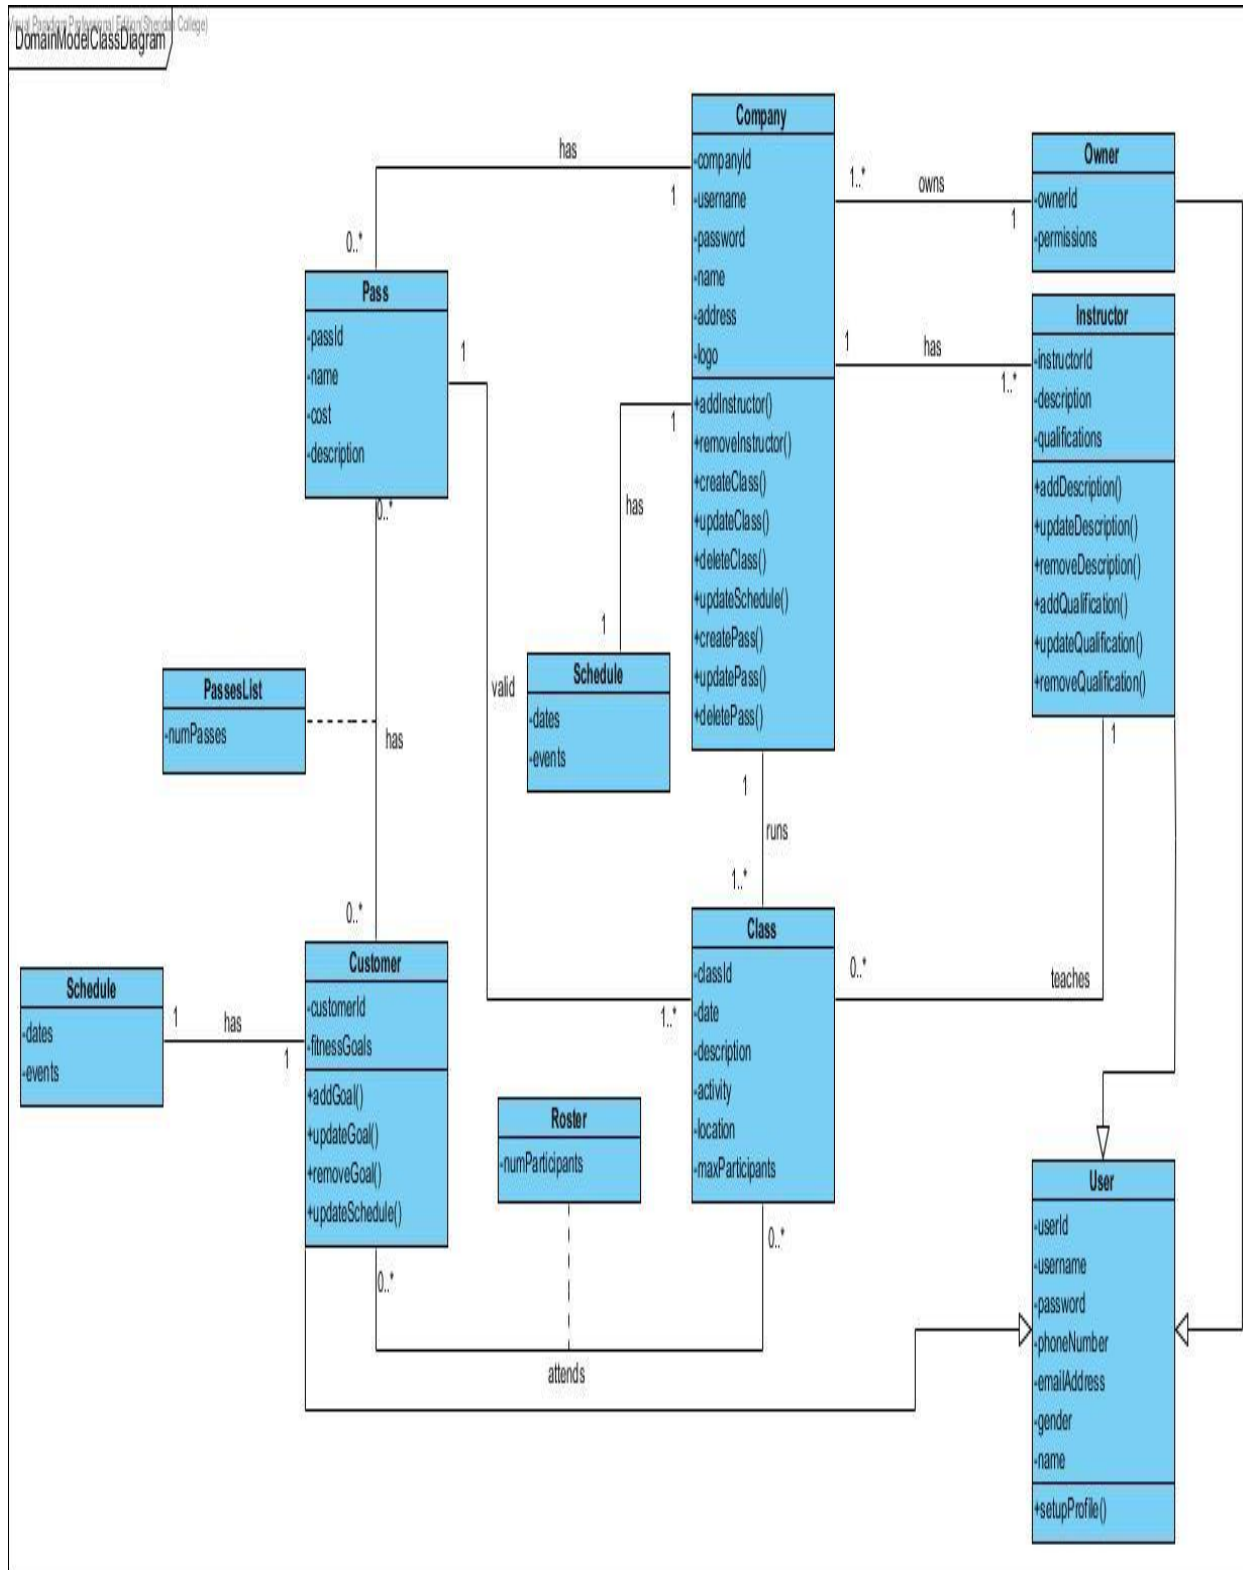 Visual Paradigm Professional Edition(Sheridan College)
DomainModelClassDiagram
Company
-companyId
-username
-password
-name
-address
-logo
+addInstructor()
+removeInstructor()
+createClass()
+updateClass()
+deleteClass()
+updateSchedule()
+createPass()
+updatePass()
+deletePass()
Owner
-ownerId
-permissions
has
1
0..*
1..*
owns
1
Pass
-passId
-name
-cost
-description
1
0..*
Instructor
-instructorId
-description
-qualifications
+addDescription()
+updateDescription()
+removeDescription()
+addQualification()
+updateQualification()
+removeQualification()
1
has
1..*
1
has
1
Schedule
-dates
-events
valid
PassesList
-numPasses
has
0..*
1
runs
1..*
1
teaches
0..*
Class
-classId
-date
-description
-activity
-location
-maxParticipants
1..*
0..*
Customer
-customerId
-fitnessGoals
+addGoal()
+updateGoal()
+removeGoal()
+updateSchedule()
0..*
Schedule
-dates
-events
1
has
1
Roster
-numParticipants
attends
User
-userId
-username
-password
-phoneNumber
-emailAddress
-gender
-name
+setupProfile()